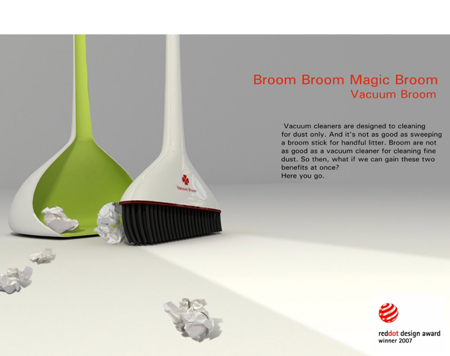 Broom Broom Magic Broom
Vacuum Broom
Vacuum cleaners are designed to cleaning
for dust only. And it's not as good as sweeping
a broom stick for handful litter. Broom are not
as good as a vacuum cleaner for cleaning fine
dust. So then, what if we can gain these two
benefits at once?
Here you go.
Vacuum Broom
reddot design award
winner 2007